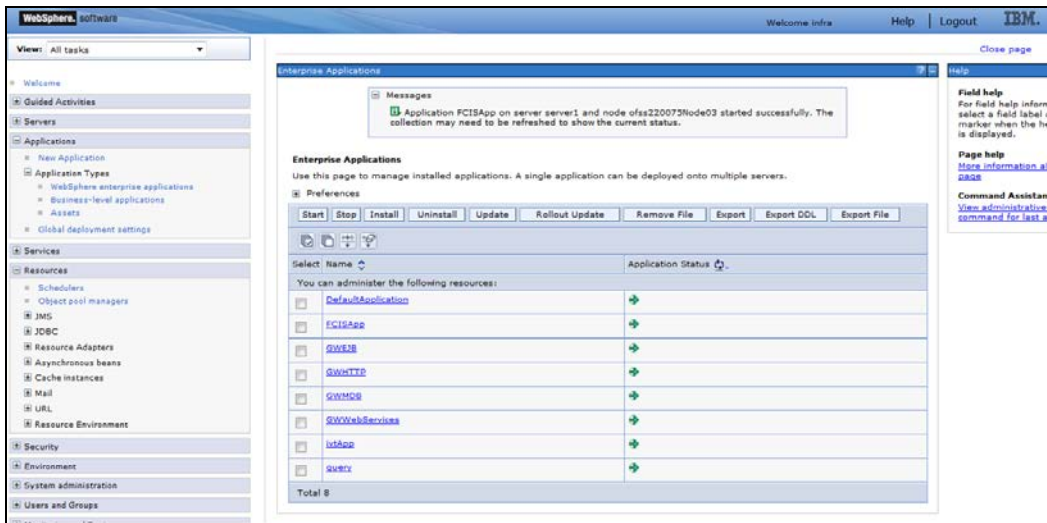 WebSphere. software
Welcome Infra
Help | Logout
IBM.
View: All tasks
Close page
Welcome
Guided Activities
Servers
Applications
New Application
Application Types
WebSphere enterprise applications
Business-level applications
Assets
Global deployment settings
Services
Resources
Schedulers
Object pool managers
JMS
JDBC
Resource Adapters
Asynchronous beans
Cache instances
Mail
URL
Resource Environment
Security
Environment
System administration
Users and Groups
Enterprise Applications
Messages
Application FCISApp on server server1 and node ofss220075Node03 started successfully. The
collection may need to be refreshed to show the current status.
Enterprise Applications
Use this page to manage installed applications. A single application can be deployed onto multiple servers.
Preferences
Start Stop Install Uninstall Update Rollout Update Remove File Export Export DDL Export File
Select Name Application Status
You can administer the following resources:
DefaultApplication
FCISApp
GWEJB
GWHTTP
GWMDB
GWWebServices
ivtApp
query
Total 8
Help
Field help
For field help inform
select a field label
marker when the he
is displayed.
Page help
More information a
page
Command Assistan
View administrative
command for last a